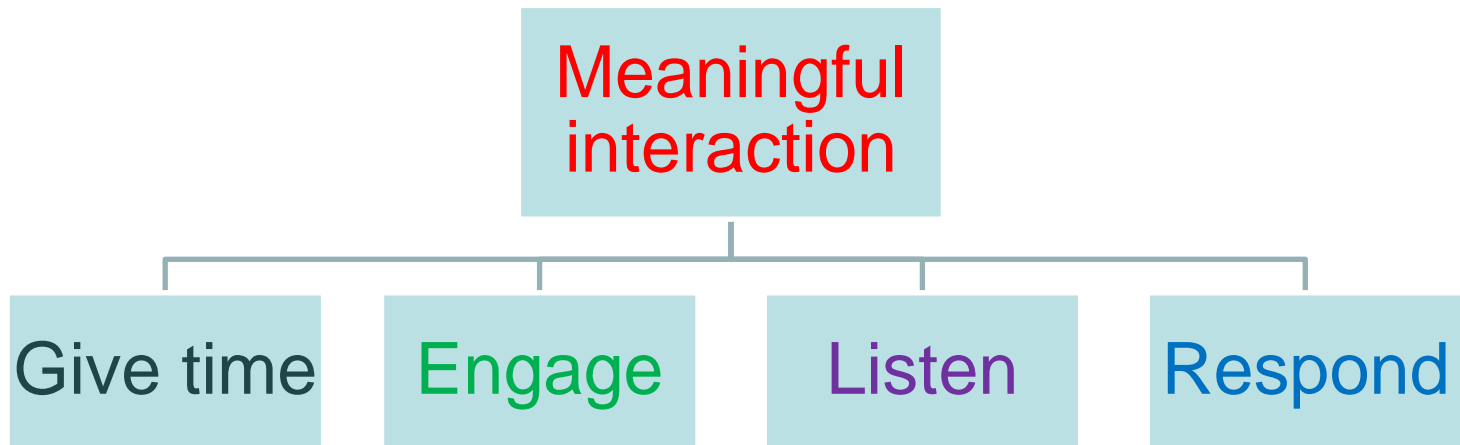 Meaningful
interaction
Give time
Engage
Listen
Respond